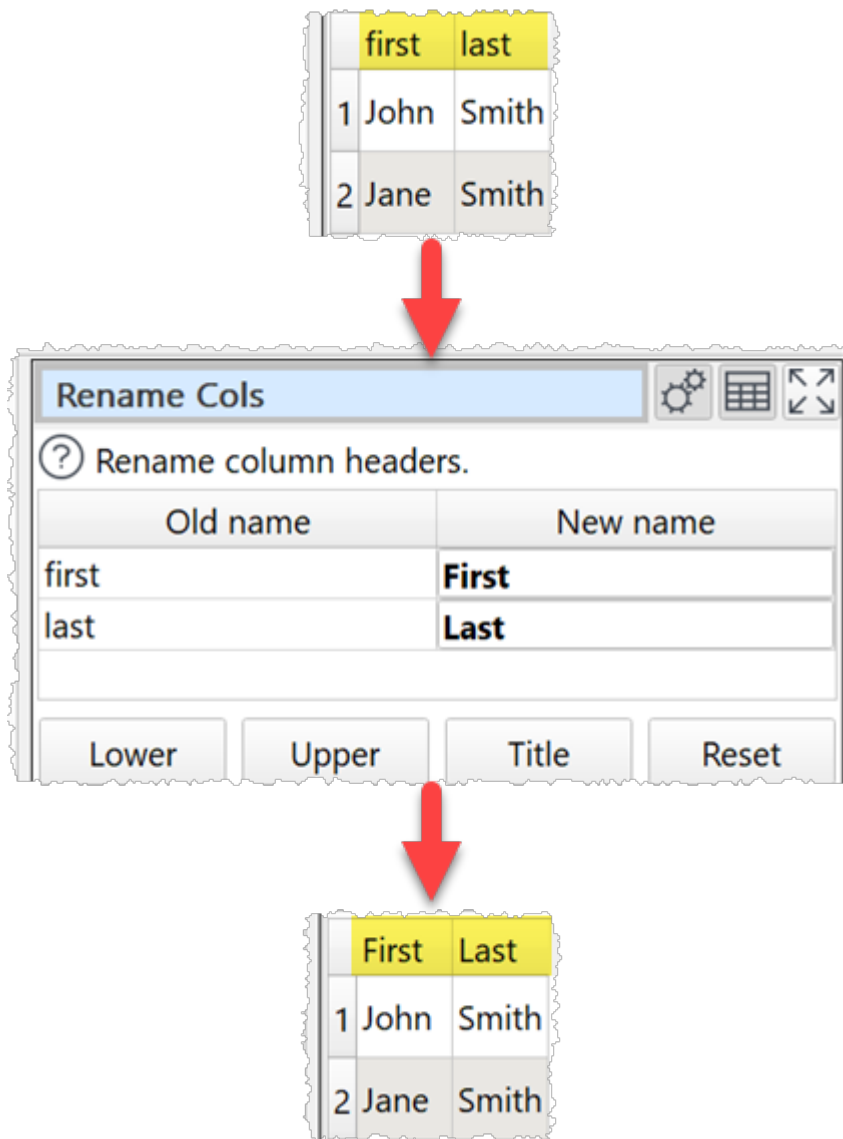 first last
1 John Smith
2 Jane Smith
Rename Cols
? Rename column headers.
Old name New name
first First
last Last
Lower Upper Title Reset
First Last
1 John Smith
2 Jane Smith